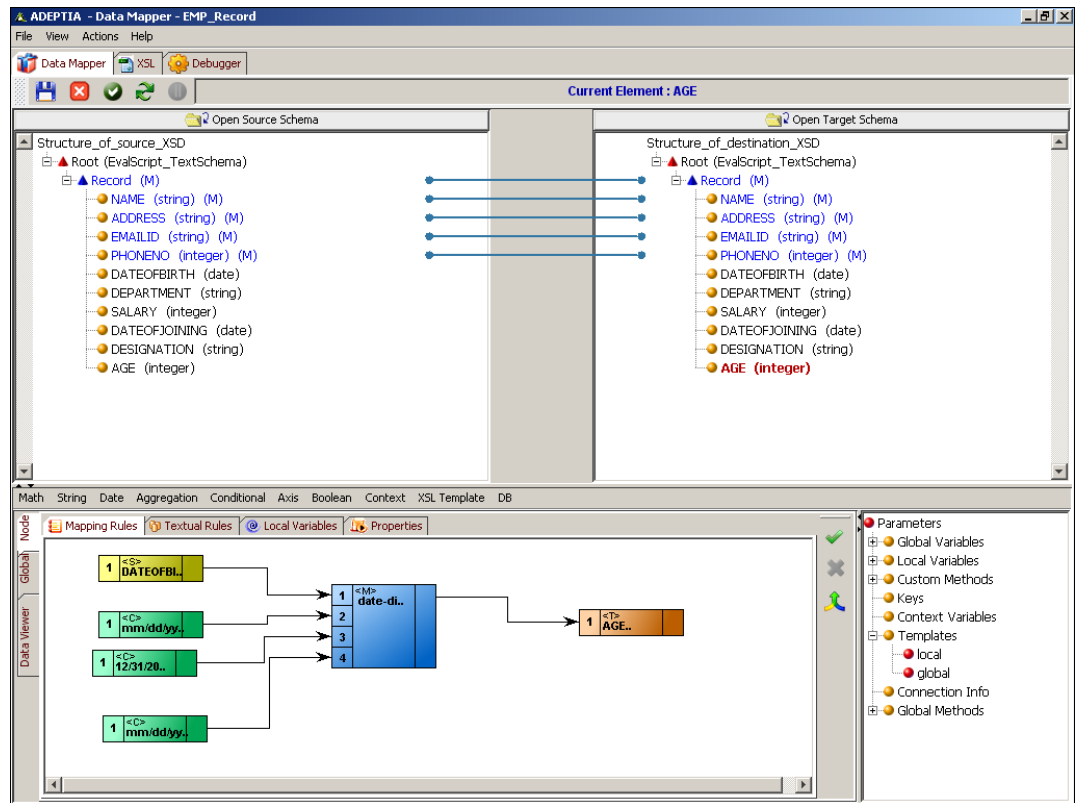 ADEPTIA - Data Mapper - EMP_Record
File View Actions Help
Data Mapper XSL Debugger
Current Element : AGE
Open Source Schema
Open Target Schema
Structure_of_source_XSD
Root (EvalScript_TextSchema)
Record (M)
NAME (string) (M)
ADDRESS (string) (M)
EMAILID (string) (M)
PHONENO (integer) (M)
DATEOFBIRTH (date)
DEPARTMENT (string)
SALARY (integer)
DATEOFJOINING (date)
DESIGNATION (string)
AGE (integer)
Structure_of_destination_XSD
Root (EvalScript_TextSchema)
Record (M)
NAME (string) (M)
ADDRESS (string) (M)
EMAILID (string) (M)
PHONENO (integer) (M)
DATEOFBIRTH (date)
DEPARTMENT (string)
SALARY (integer)
DATEOFJOINING (date)
DESIGNATION (string)
AGE (integer)
Math String Date Aggregation Conditional Axis Boolean Context XSL Template DB
Node
Global
Data Viewer
Mapping Rules Textual Rules Local Variables Properties
1 <S> DATEOFBI..
1 <C> mm/dd/yy..
1 <C> 12/31/20..
1 <C> mm/dd/yy..
<M>
1 date-di..
2
3
4
1 <T> AGE..
Parameters
Global Variables
Local Variables
Custom Methods
Keys
Context Variables
Templates
local
global
Connection Info
Global Methods